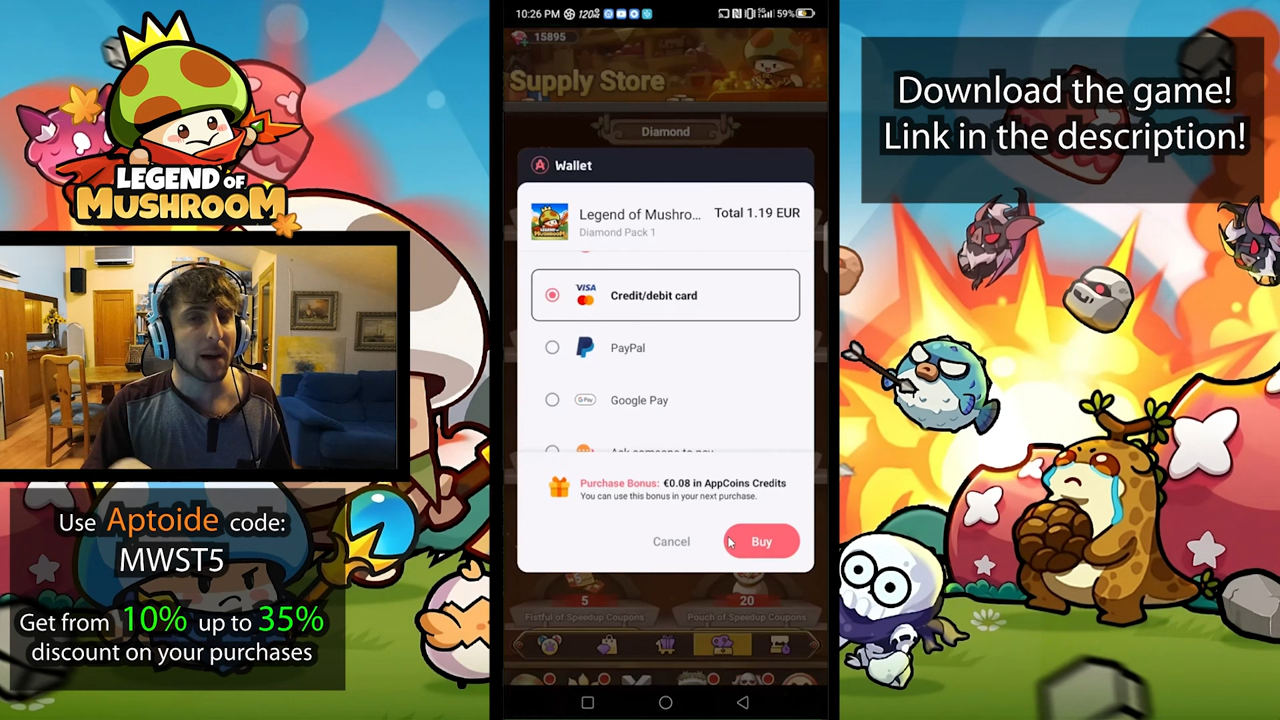 LEGEND OF
MUSHROOM
Use Aptoide code:
MWST5
Get from 10% up to 35%
discount on your purchases
10:26 PM
59%
15895
Supply Store
Diamond
Wallet
Legend of Mushro... Total 1.19 EUR
Diamond Pack 1
VISA
Credit/debit card
PayPal
G Pay Google Pay
Ask someone to pay
Purchase Bonus: €0.08 in AppCoins Credits
You can use this bonus in your next purchase.
Cancel Buy
5 20
Fistful of Speedup Coupons Pouch of Speedup Coupons
Download the game!
Link in the description!